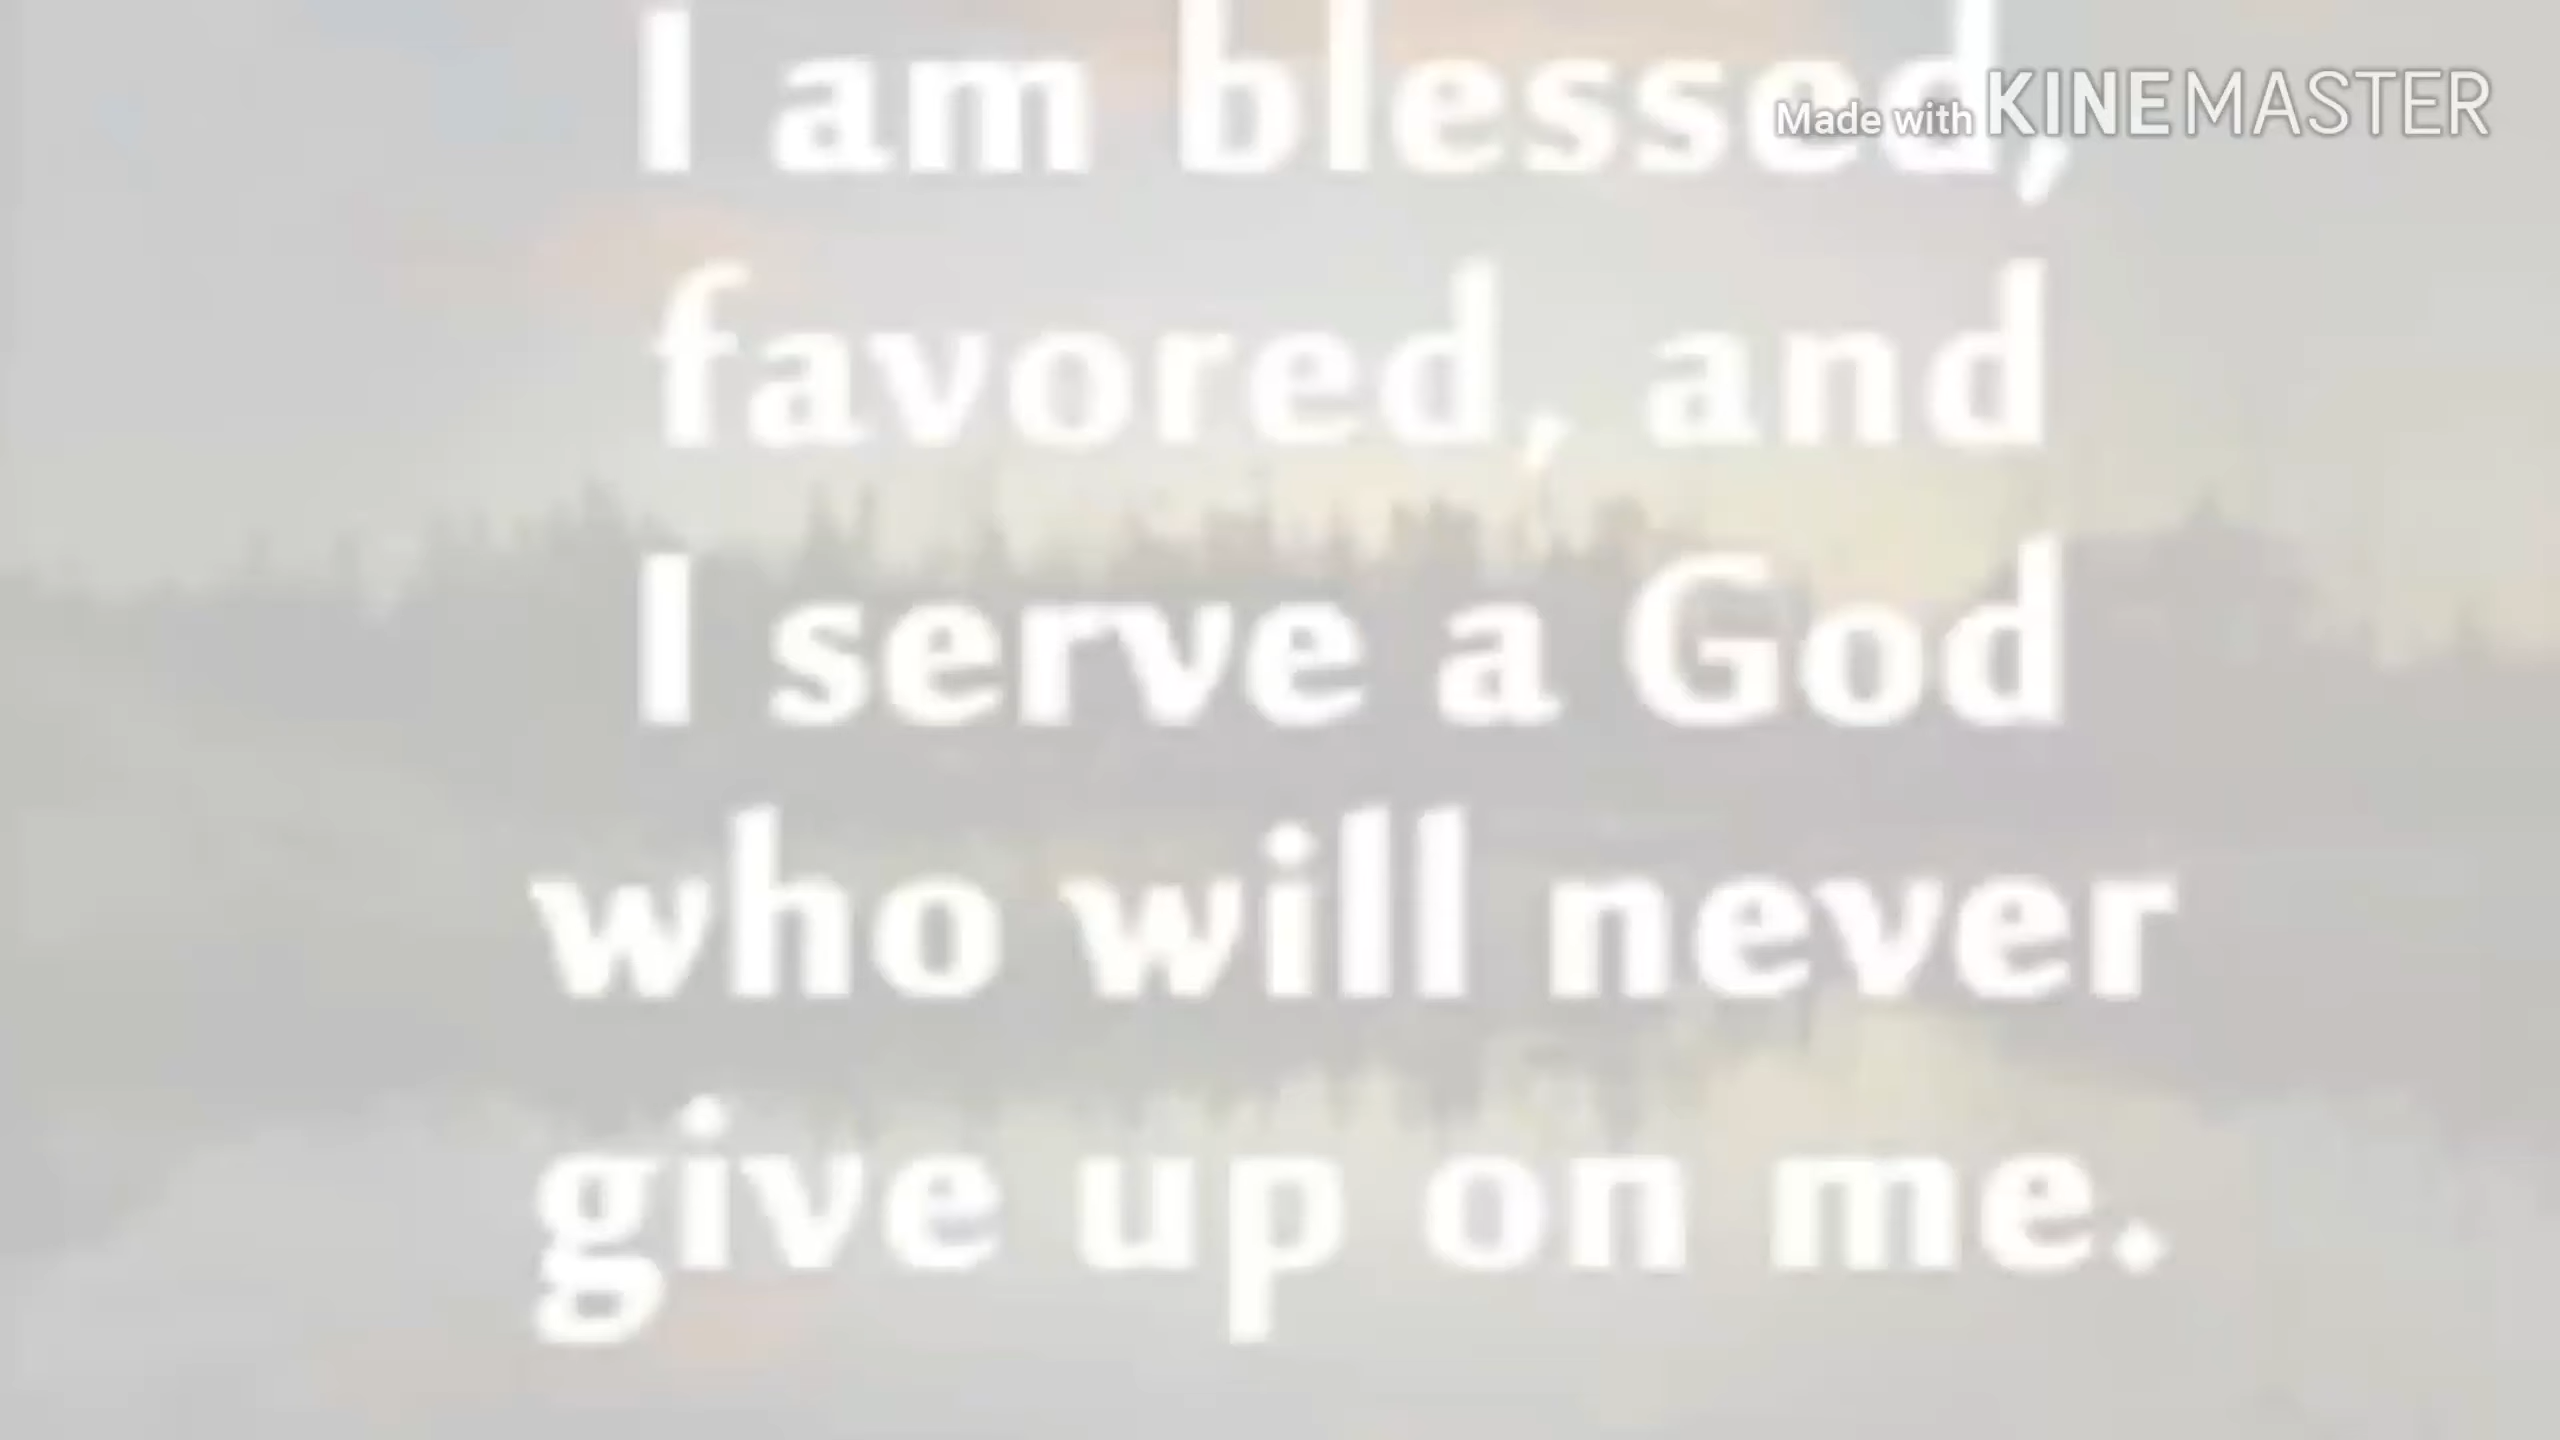 I am blessed,
Made with KINEMASTER
favored, and
I serve a God
who will never
give up on me.